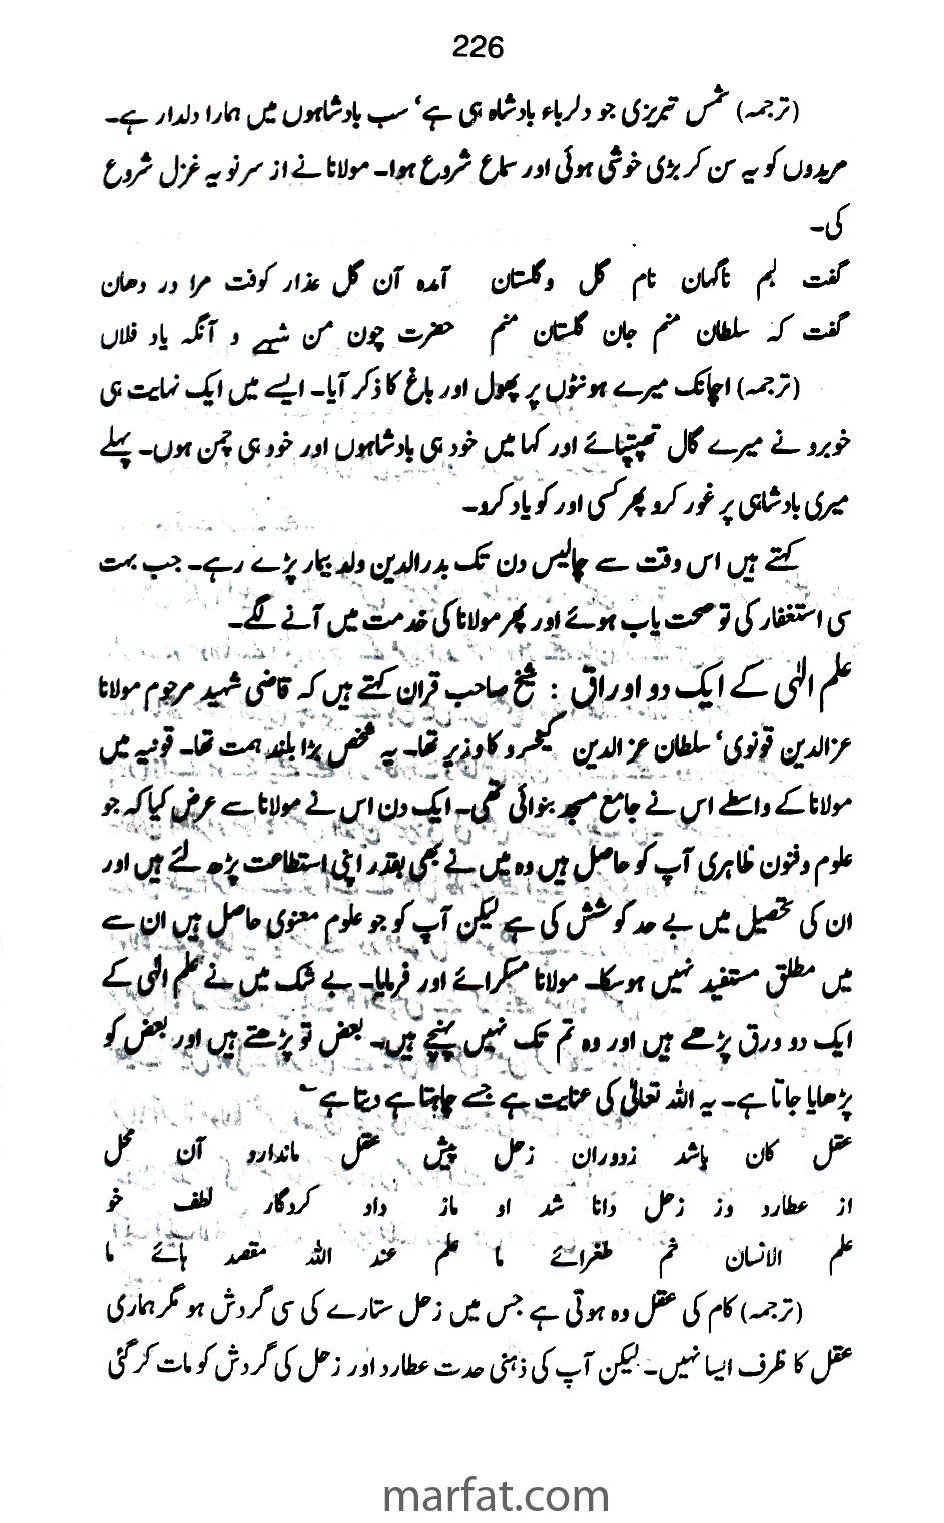 226
(ترجمہ) شمس تبریزی جو دلرباء بادشاہ ہی ہے، سب بادشاہوں میں ہمارا دلدار ہے۔
مریدوں کو یہ سن کر بڑی خوشی ہوئی اور سماع شروع ہوا۔ مولانا نے از سر نو یہ غزل شروع
کی۔
گفت لبم ناگہان نام گل و گلستان آمدہ آن گل عذار کوفت مرا در دھان
گفت کہ سلطان منم جان گلستان منم حضرت چون من شہے و آنگہ یاد فلاں
(ترجمہ) اچانک میرے ہونٹوں پر پھول اور باغ کا ذکر آیا۔ ایسے میں ایک نہایت ہی
خوبرو نے میرے گال تھپتپائے اور کہا میں خود ہی بادشاہوں اور خود ہی چمن ہوں۔ پہلے
میری بادشاہی پر غور کرو پھر کسی اور کو یاد کرو۔
کہتے ہیں اس وقت سے چالیس دن تک بدرالدین ولد بیمار پڑے رہے۔ جب بہت
سی استغفار کی تو صحت یاب ہوئے اور پھر مولانا کی خدمت میں آنے لگے۔
علم الٰہی کے ایک دو اوراق : شیخ صاحب قران کہتے ہیں کہ قاضی شہید مرحوم مولانا
عزالدین قونوی، سلطان عزالدین کیخسرو کا وزیر تھا۔ یہ شخص بڑا بلند ہمت تھا۔ قونیہ میں
مولانا کے واسطے اس نے جامع مسجد بنوائی تھی۔ ایک دن اس نے مولانا سے عرض کیا کہ جو
علوم و فنون ظاہری آپ کو حاصل ہیں وہ میں نے بھی بقدر اپنی استطاعت پڑھ لئے ہیں اور
ان کی تحصیل میں بے حد کوشش کی ہے لیکن آپ کو جو علوم معنوی حاصل ہیں ان سے
میں مطلق مستفید نہیں ہو سکا۔ مولانا مسکرائے اور فرمایا۔ بے شک میں نے علم الٰہی کے
ایک دو ورق پڑھے ہیں اور وہ تم تک نہیں پہنچے ہیں۔ بعض تو پڑھتے ہیں اور بعض کو
پڑھایا جاتا ہے۔ یہ اللہ تعالیٰ کی عنایت ہے جسے چاہتا ہے دیتا ہے
عقل کان باشد زدوران زحل پیش عقل ماندارد آن محل
از عطارد وز زحل دانا شد او ماز داد کردگار لطف خو
علم الانسان خم طغرائے ما علم عند اللہ مقصد ہائے ما
(ترجمہ) کام کی عقل وہ ہوتی ہے جس میں زحل ستارے کی سی گردش ہو مگر ہماری
عقل کا ظرف ایسا نہیں۔ لیکن آپ کی ذہنی حدت عطارد اور زحل کی گردش کو مات کر گئی
marfat.com